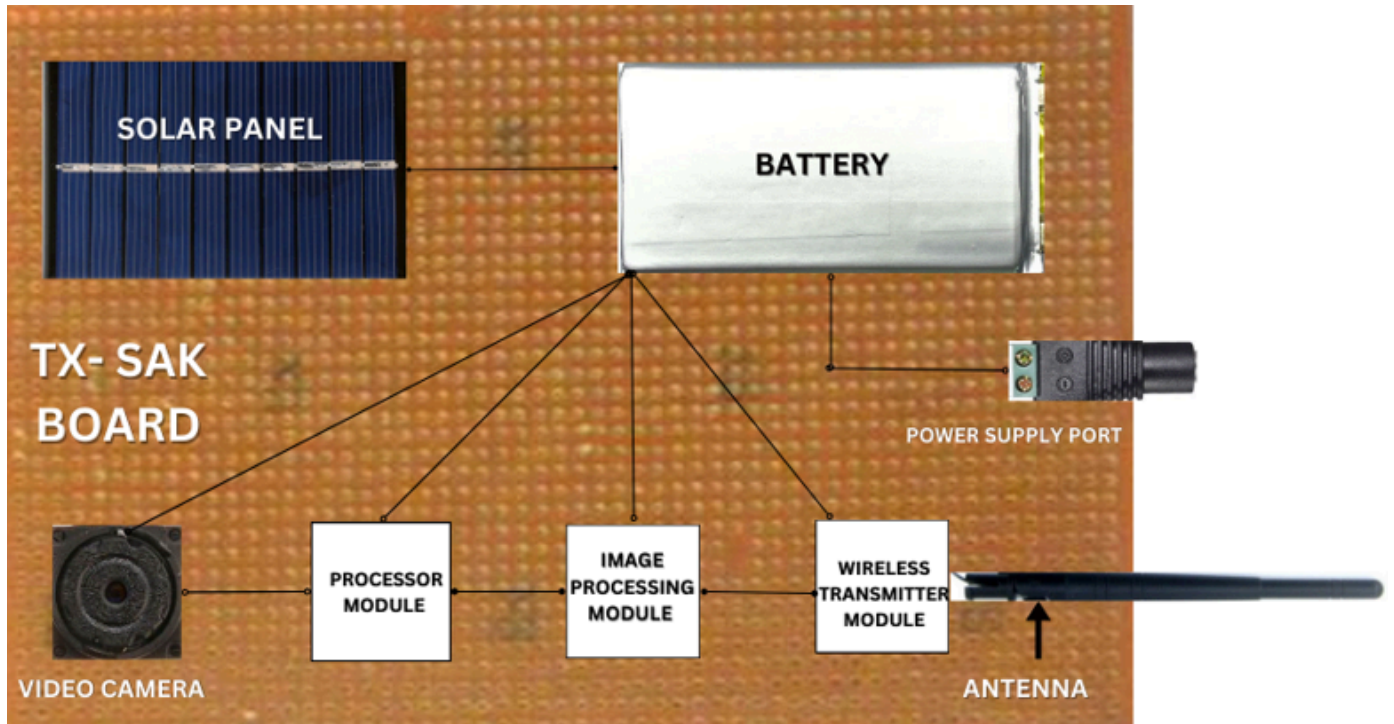 SOLAR PANEL
BATTERY
TX- SAK
BOARD
POWER SUPPLY PORT
PROCESSOR
MODULE
IMAGE
PROCESSING
MODULE
WIRELESS
TRANSMITTER
MODULE
VIDEO CAMERA
ANTENNA